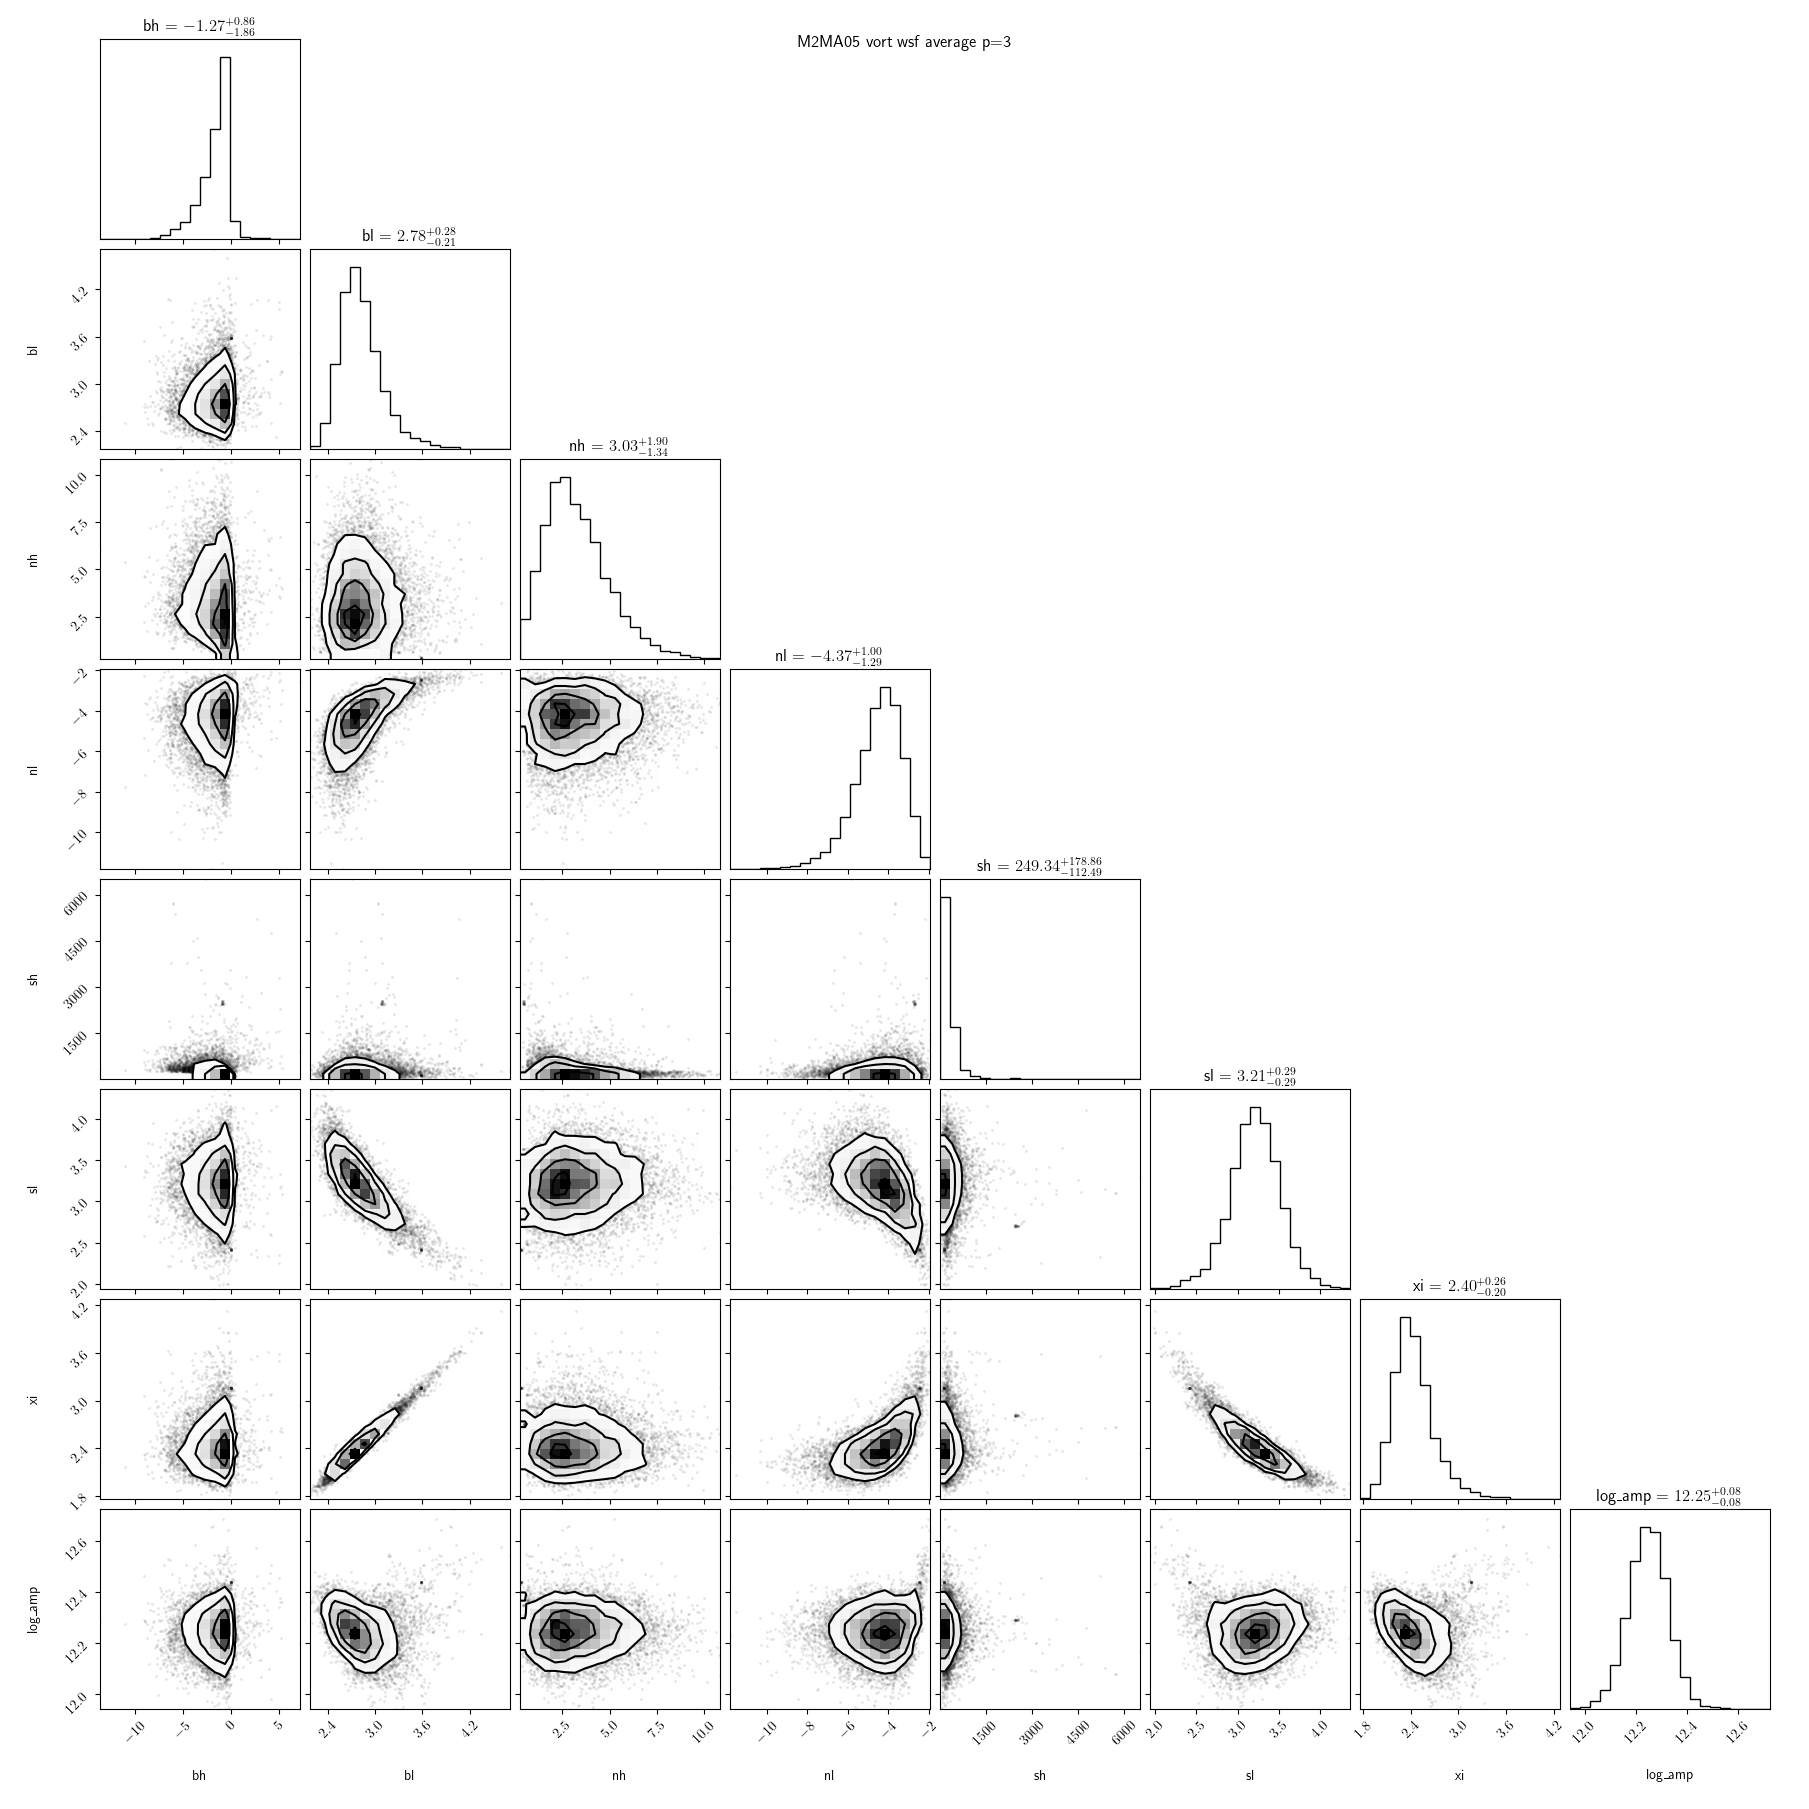 M2MA05 vort wsf average p=3
bh = −1.27+0.86−1.86
bl = 2.78+0.28−0.21
bl
4.2
3.6
3.0
2.4
nh = 3.03+1.90−1.34
nh
10.0
7.5
5.0
2.5
nl = −4.37+1.00−1.29
nl
−2
−4
−6
−8
−10
sh = 249.34+178.86−112.49
sh
6000
4500
3000
1500
sl = 3.21+0.29−0.29
sl
4.0
3.5
3.0
2.5
2.0
xi = 2.40+0.26−0.20
xi
4.2
3.6
3.0
2.4
1.8
log_amp = 12.25+0.08−0.08
log_amp
12.6
12.4
12.2
12.0
−10 −5 0 5 2.4 3.0 3.6 4.2 2.5 5.0 7.5 10.0 −10 −8 −6 −4 −2 1500 3000 4500 6000 2.0 2.5 3.0 3.5 4.0 1.8 2.4 3.0 3.6 4.2 12.0 12.2 12.4 12.6
bh bl nh nl sh sl xi log_amp